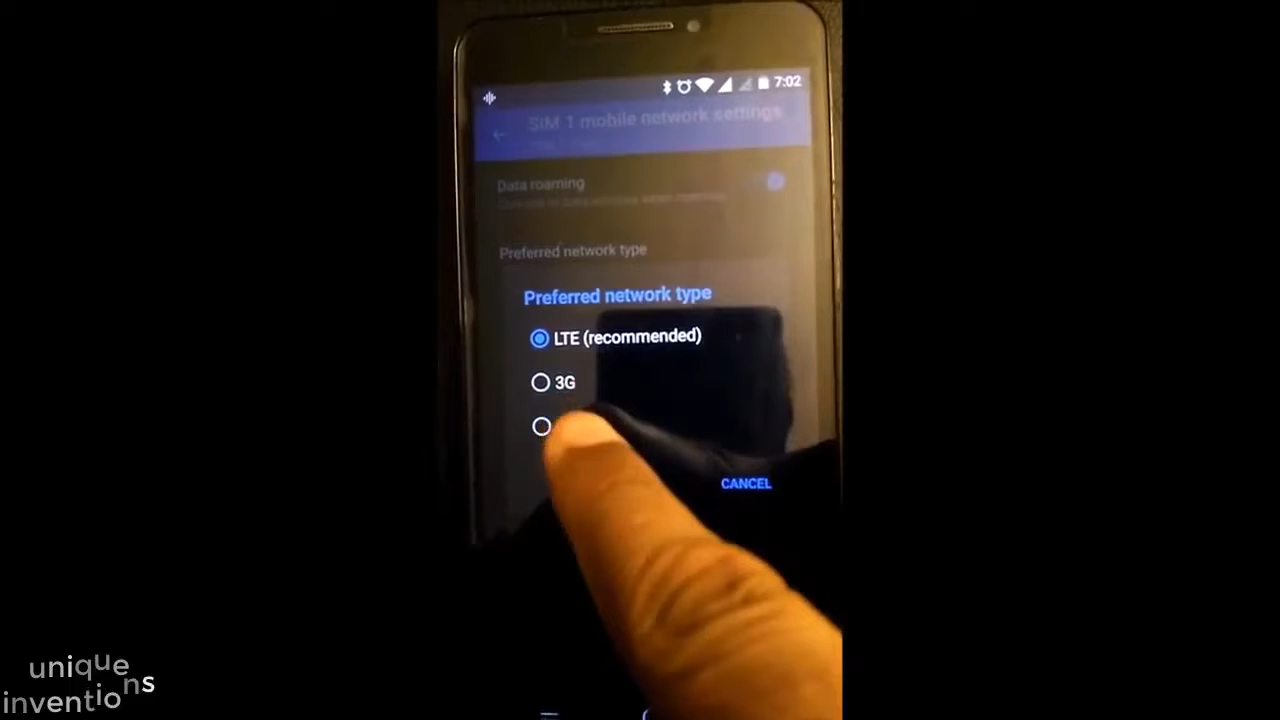 7:02
SIM 1 mobile network settings
Data roaming
Preferred network type
Preferred network type
LTE (recommended)
3G
CANCEL
unique
inventions